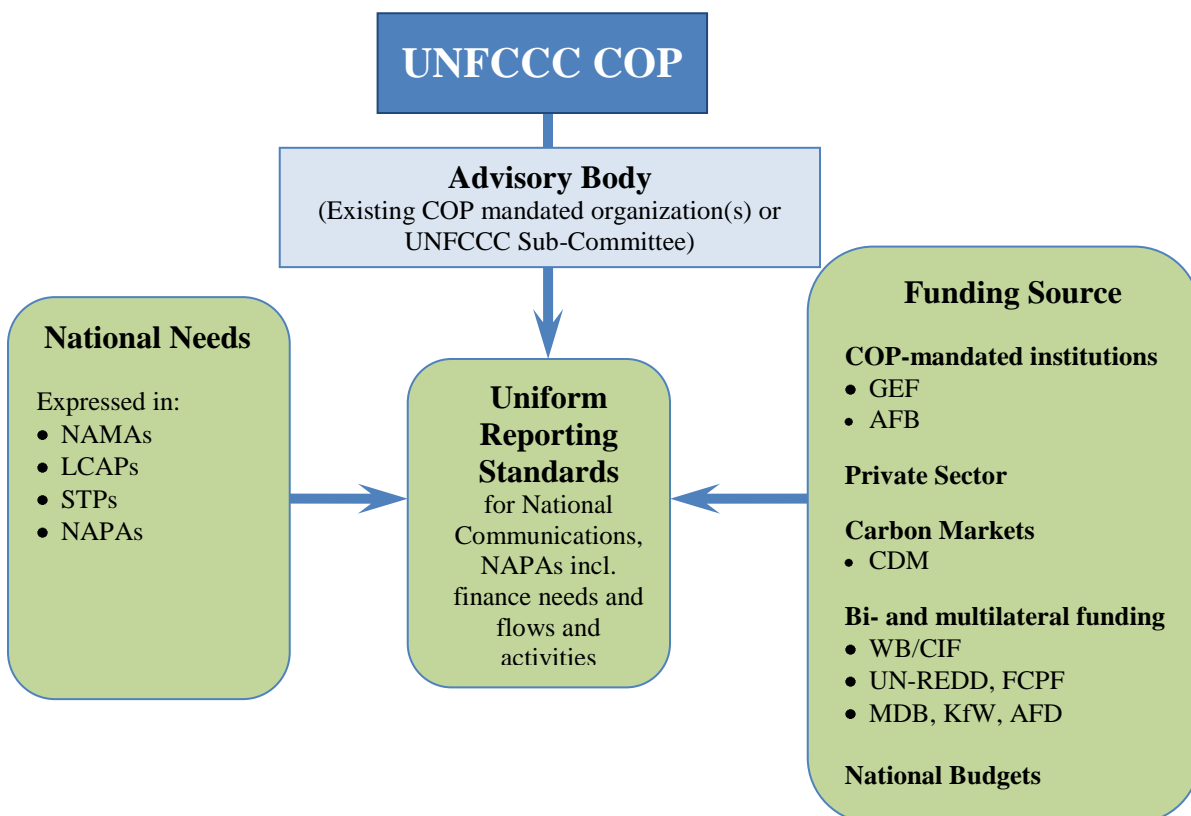 UNFCCC COP
Advisory Body
(Existing COP mandated organization(s) or
UNFCCC Sub-Committee)
National Needs
Expressed in:
• NAMAs
• LCAPs
• STPs
• NAPAs
Uniform
Reporting
Standards
for National
Communications,
NAPAs incl.
finance needs and
flows and
activities
Funding Source
COP-mandated institutions
• GEF
• AFB
Private Sector
Carbon Markets
• CDM
Bi- and multilateral funding
• WB/CIF
• UN-REDD, FCPF
• MDB, KfW, AFD
National Budgets